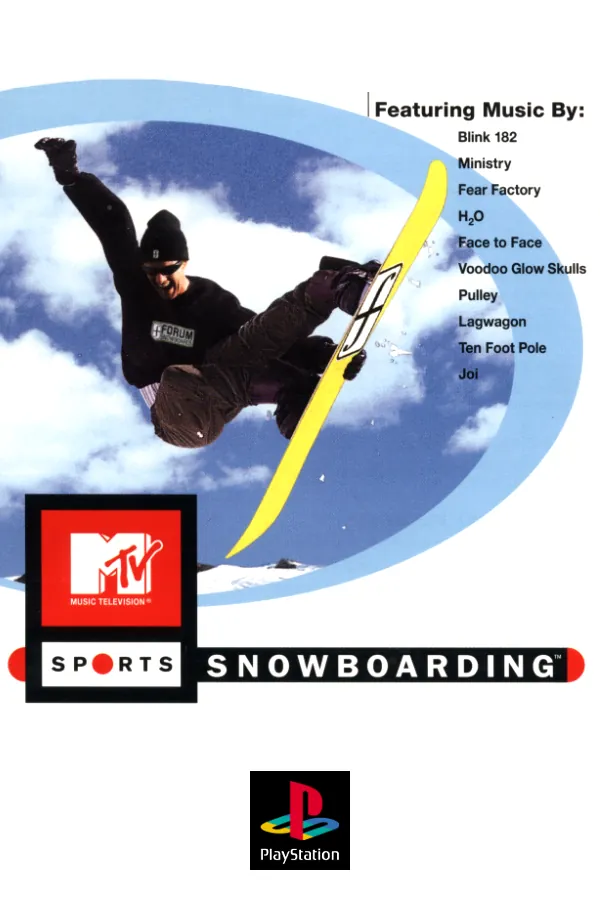 Featuring Music By:
Blink 182
Ministry
Fear Factory
H₂O
Face to Face
Voodoo Glow Skulls
Pulley
Lagwagon
Ten Foot Pole
Joi
FORUM
MTV
MUSIC TELEVISION®
SPORTS
SNOWBOARDING™
PlayStation